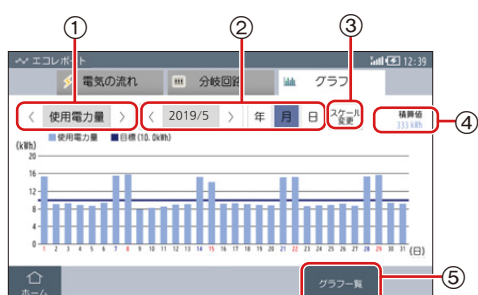 ① ② ③
エコレポート 12:39
電気の流れ 分岐回路 グラフ
< 使用電力量 > < 2019/5 > 年 月 日 スケール
変更 積算値
333 kWh ④
(kWh) 使用電力量 目標(10.0kWh)
20
16
12
8
4
0
1 2 3 4 5 6 7 8 9 10 11 12 13 14 15 16 17 18 19 20 21 22 23 24 25 26 27 28 29 30 31 (日)
ホーム グラフ一覧 ⑤